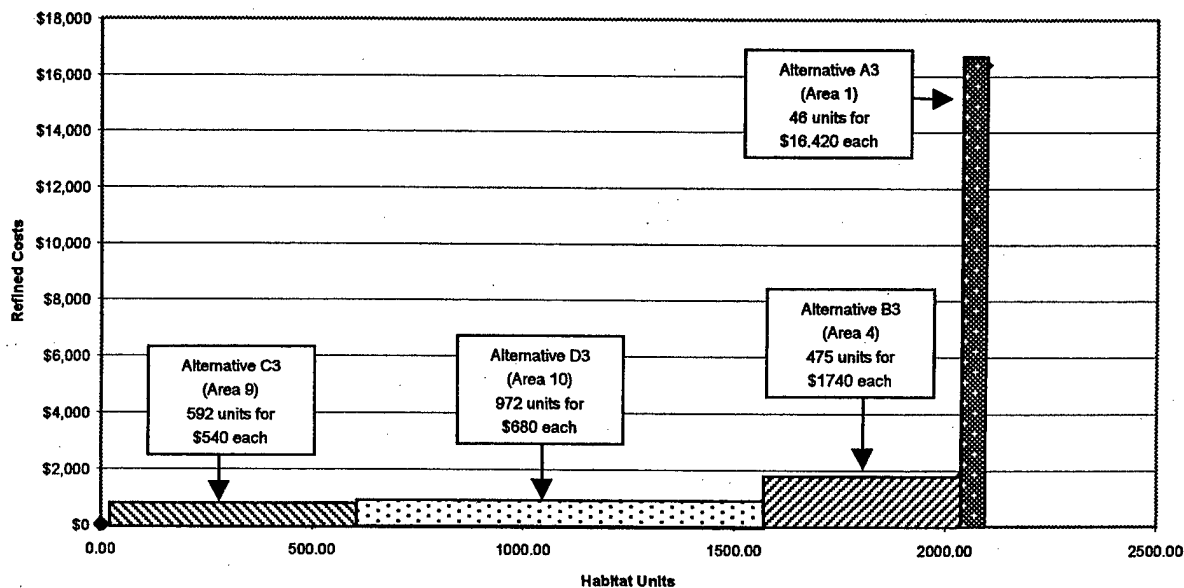 $18,000
$16,000
$14,000
$12,000
$10,000
$8,000
$6,000
$4,000
$2,000
$0
Refined Costs
Alternative C3
(Area 9)
592 units for
$540 each
Alternative D3
(Area 10)
972 units for
$680 each
Alternative B3
(Area 4)
475 units for
$1740 each
Alternative A3
(Area 1)
46 units for
$16.420 each
0.00
500.00
1000.00
1500.00
2000.00
2500.00
Habitat Units